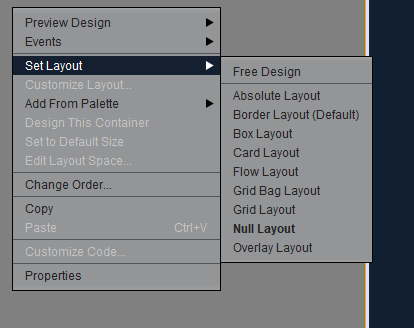 Preview Design
Events
Set Layout
Customize Layout...
Add From Palette
Design This Container
Set to Default Size
Edit Layout Space...
Change Order...
Copy
Paste Ctrl+V
Customize Code...
Properties
Free Design
Absolute Layout
Border Layout (Default)
Box Layout
Card Layout
Flow Layout
Grid Bag Layout
Grid Layout
Null Layout
Overlay Layout